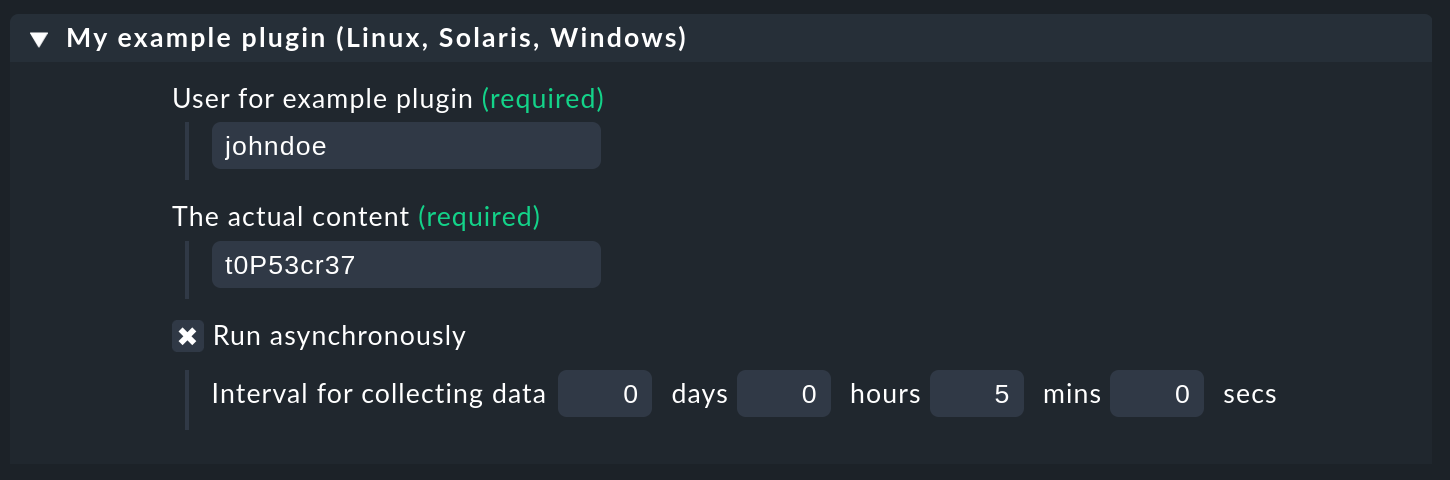 My example plugin (Linux, Solaris, Windows)
User for example plugin (required)
johndoe
The actual content (required)
t0P53cr37
Run asynchronously
Interval for collecting data 0 days 0 hours 5 mins 0 secs